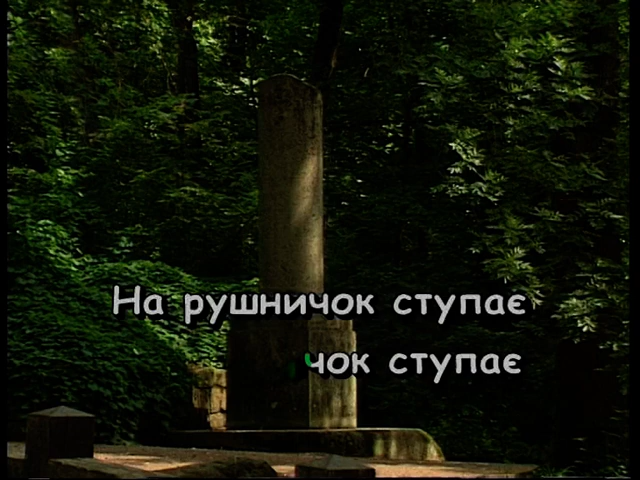 На рушничок ступає
чок ступає